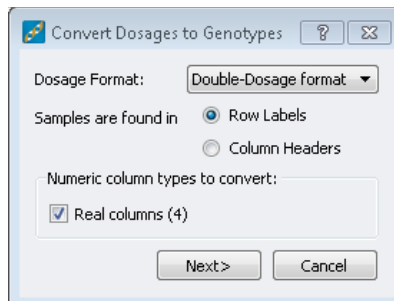 Convert Dosages to Genotypes
Dosage Format: Double-Dosage format
Samples are found in Row Labels
Column Headers
Numeric column types to convert:
Real columns (4)
Next> Cancel